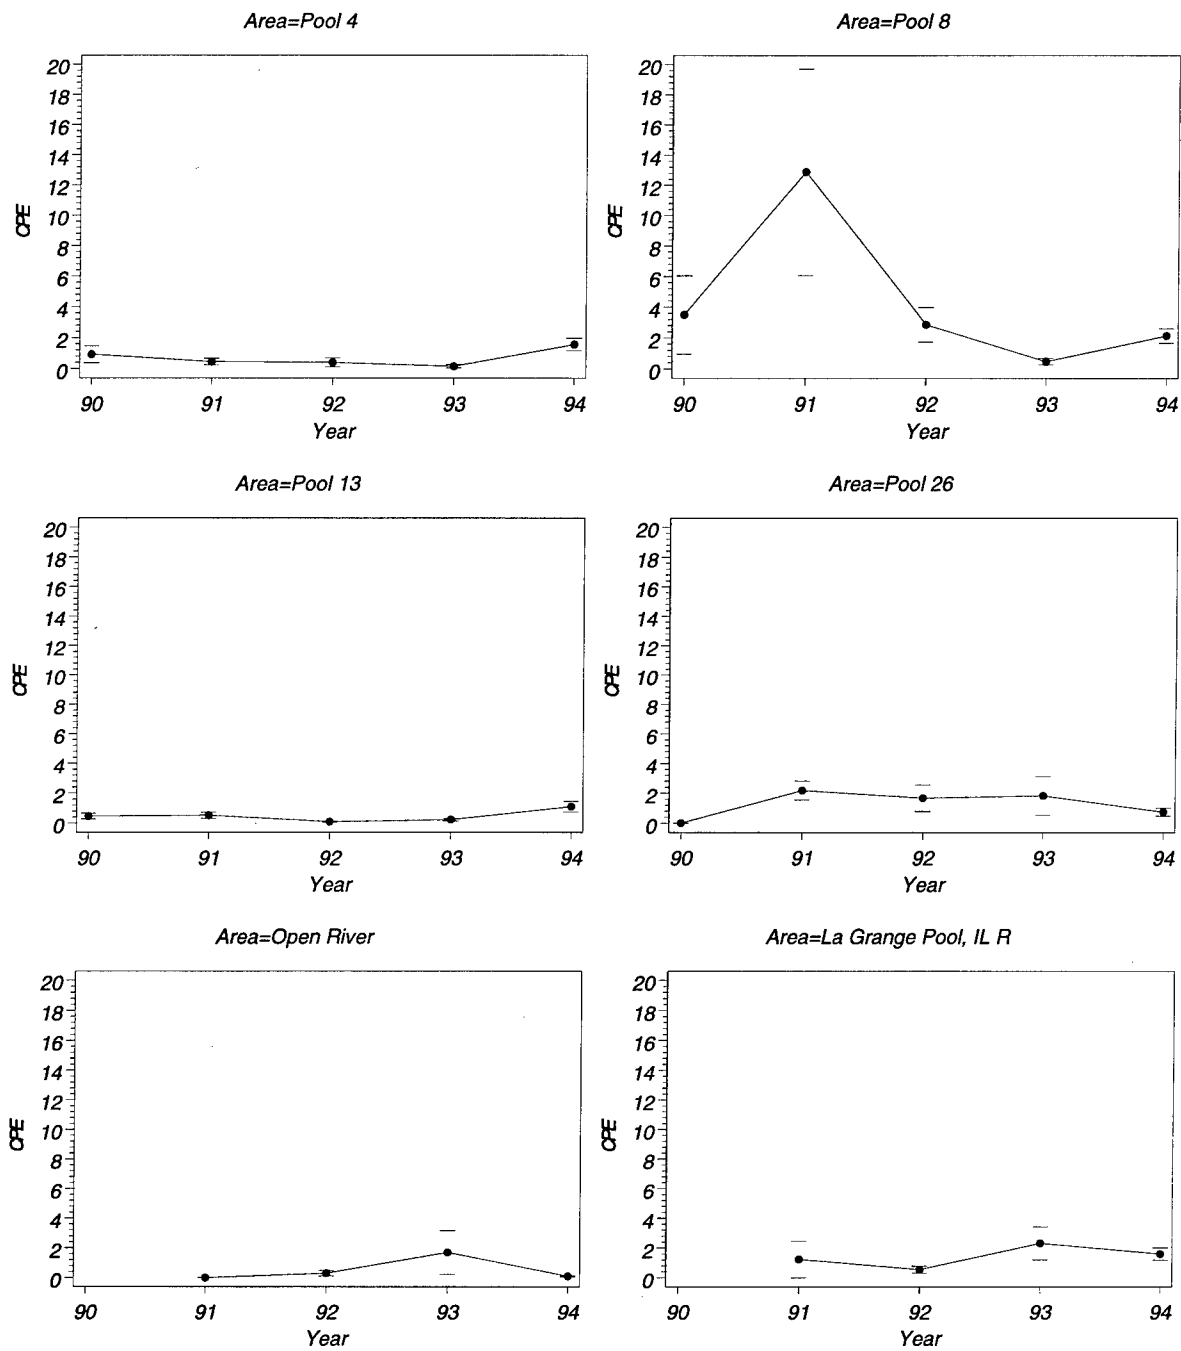 Area=Pool 4
20
18
16
14
12
10
8
6
4
2
0
CPE
90 91 92 93 94
Year
Area=Pool 8
20
18
16
14
12
10
8
6
4
2
0
CPE
90 91 92 93 94
Year
Area=Pool 13
20
18
16
14
12
10
8
6
4
2
0
CPE
90 91 92 93 94
Year
Area=Pool 26
20
18
16
14
12
10
8
6
4
2
0
CPE
90 91 92 93 94
Year
Area=Open River
20
18
16
14
12
10
8
6
4
2
0
CPE
90 91 92 93 94
Year
Area=La Grange Pool, IL R
20
18
16
14
12
10
8
6
4
2
0
CPE
90 91 92 93 94
Year